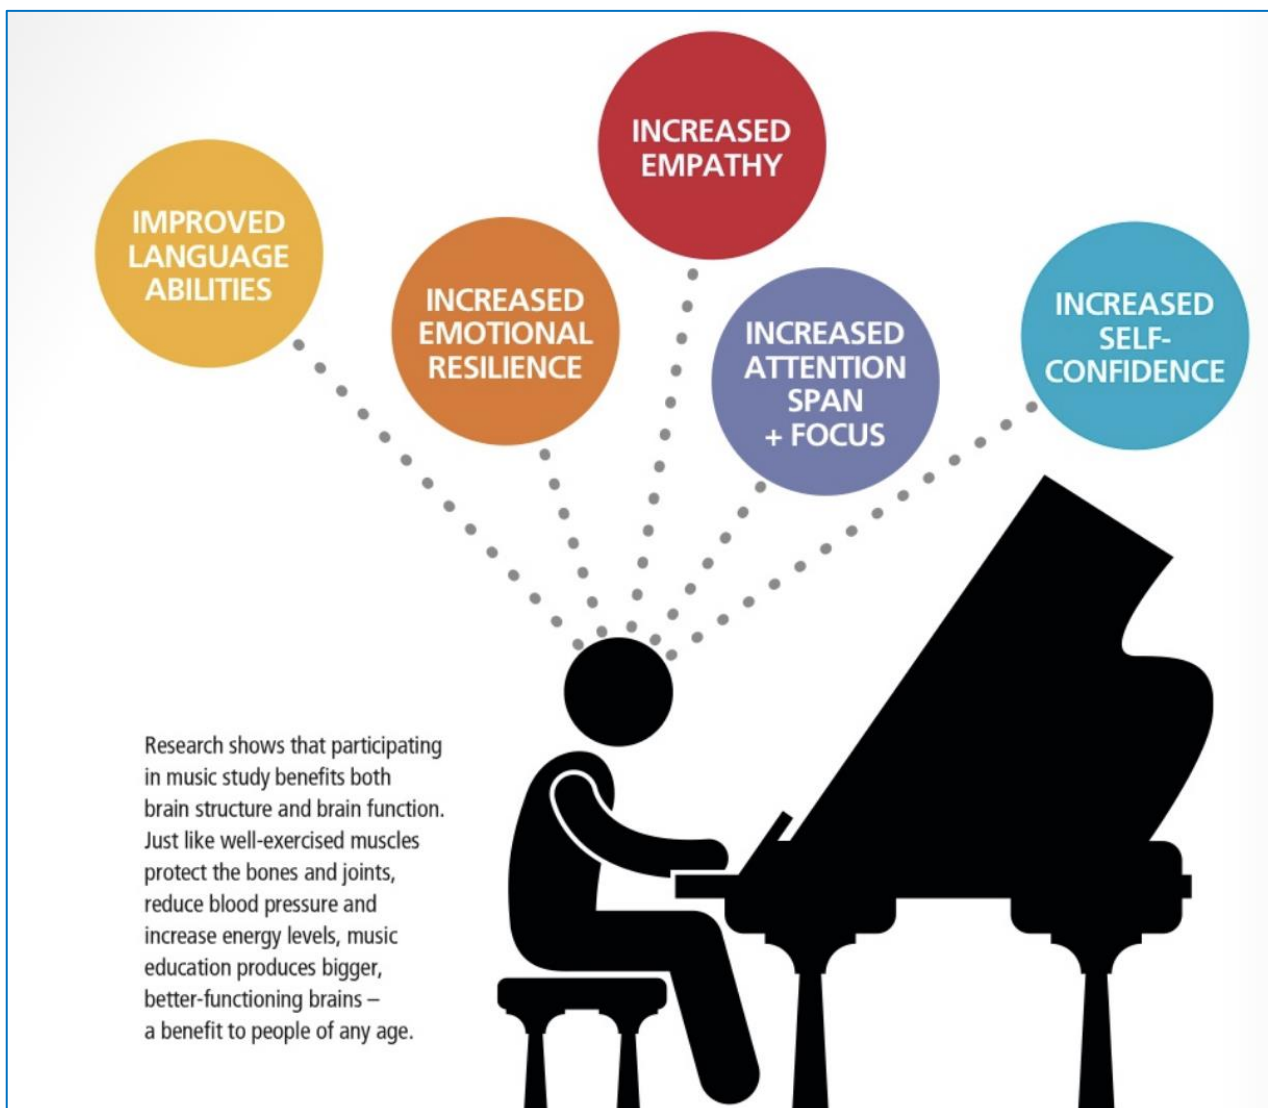 INCREASED
EMPATHY
IMPROVED
LANGUAGE
ABILITIES
INCREASED
EMOTIONAL
RESILIENCE
INCREASED
ATTENTION
SPAN
+ FOCUS
INCREASED
SELF-
CONFIDENCE
Research shows that participating
in music study benefits both
brain structure and brain function.
Just like well-exercised muscles
protect the bones and joints,
reduce blood pressure and
increase energy levels, music
education produces bigger,
better-functioning brains –
a benefit to people of any age.